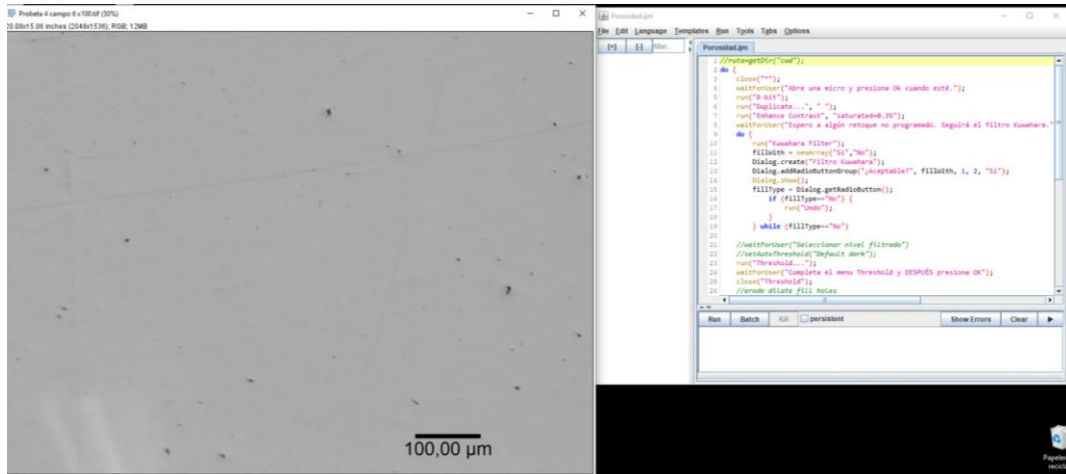 Probeta 4 campo 6 x100.tif (50%)
20.08x15.06 inches (2048x1536); RGB; 12MB
100,00 µm
Porosidad.ijm
File Edit Language Templates Run Tools Tabs Options
[+] [-] filter...
Porosidad.ijm
1 //ruta=getDir("cwd");
2 do {
3 close("*");
4 waitForUser("Abre una micro y presiona Ok cuando esté.");
5 run("8-bit");
6 run("Duplicate...", " ");
7 run("Enhance Contrast", "saturated=0.35");
8 waitForUser("Espero a algún retoque no programado. Seguirá el filtro Kuwahara."
9 do {
10 run("Kuwahara Filter");
11 fillWith = newArray("Sí","No");
12 Dialog.create("Filtro Kuwahara");
13 Dialog.addRadioButtonGroup("¿Aceptable?", fillWith, 1, 2, "Sí");
14 Dialog.show();
15 fillType = Dialog.getRadioButton();
16 if (fillType=="No") {
17 run("Undo");
18 }
19 } while (fillType=="No")
20
21 //waitForUser("Seleccionar nivel filtrado")
22 //setAutoThreshold("Default dark");
23 run("Threshold...");
24 waitForUser("Completa el menu Threshold y DESPUÉS presiona OK");
25 close("Threshold");
26 //erode dilate fill holes
Run Batch Kill persistent Show Errors Clear
Papelera
recicl